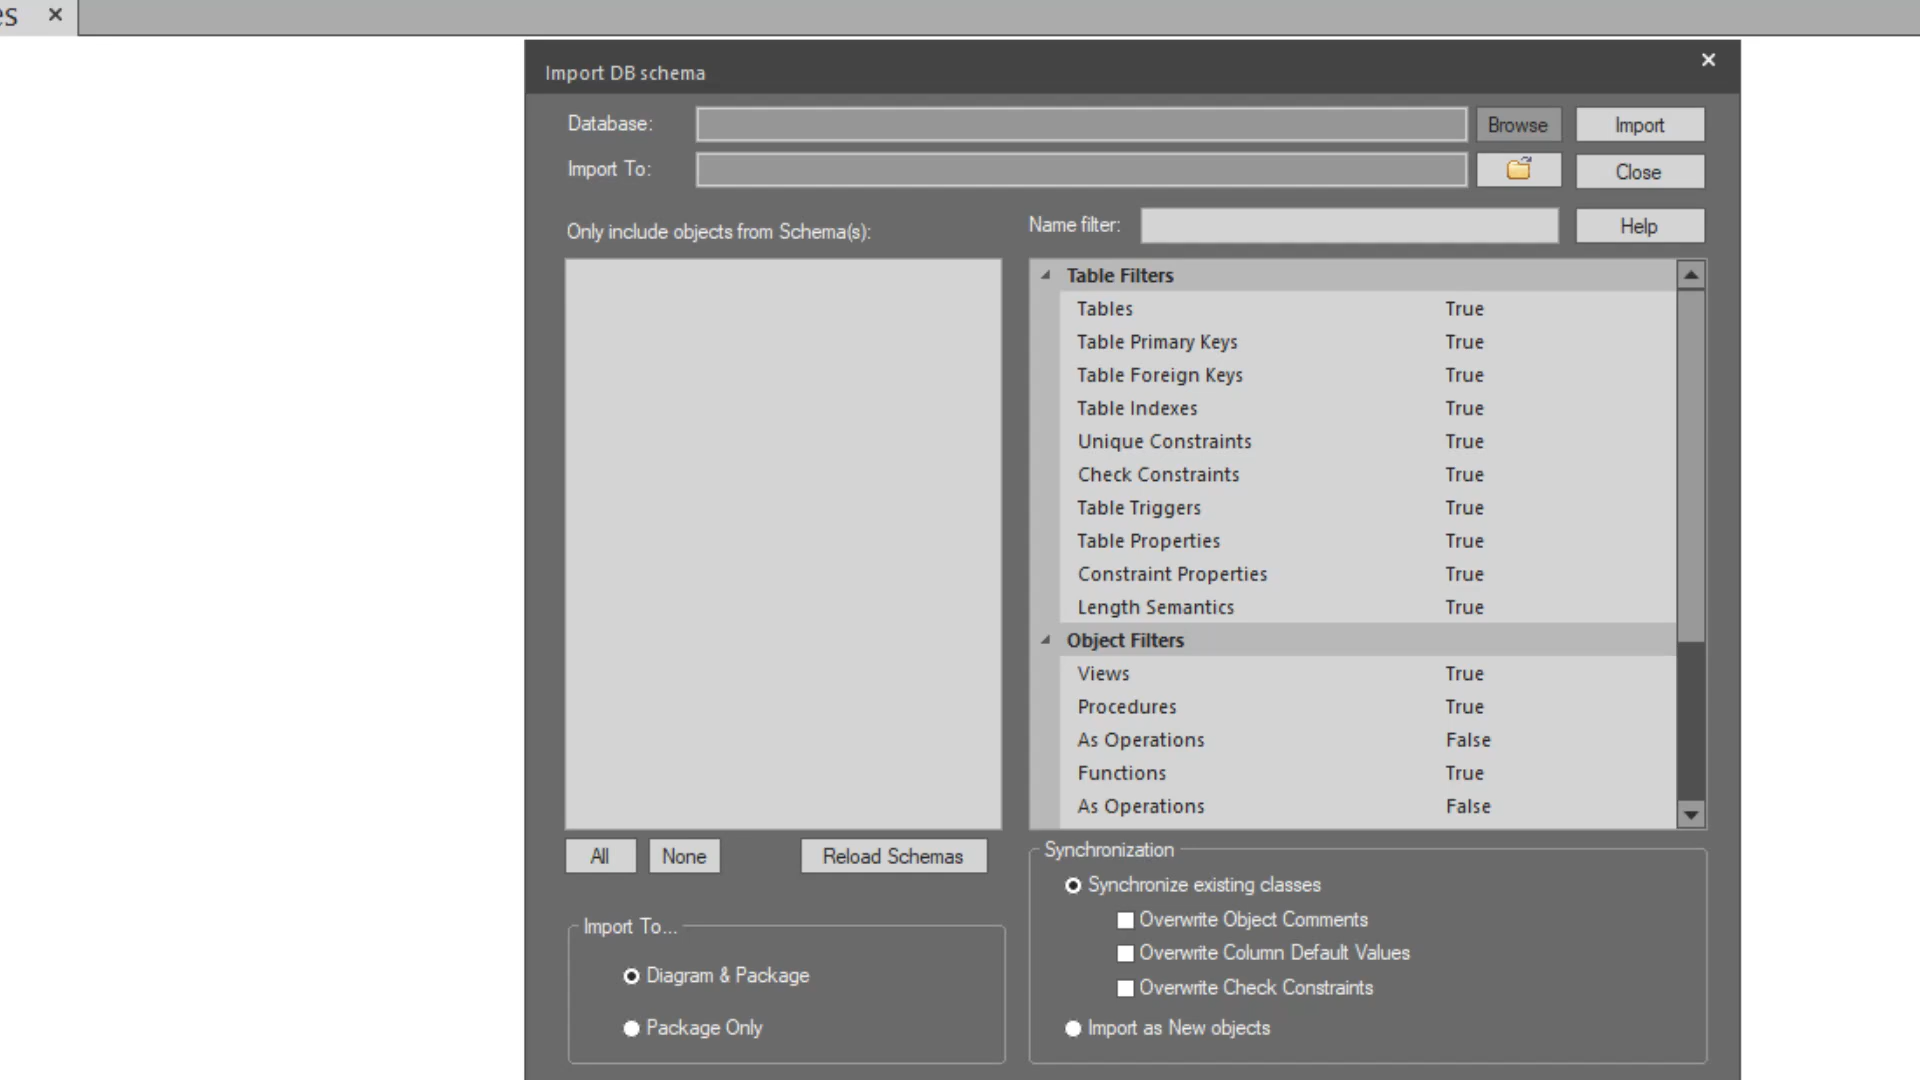 es ×
Import DB schema
Database:
Browse
Import
Import To:
Close
Only include objects from Schema(s):
Name filter:
Help
Table Filters
Tables True
Table Primary Keys True
Table Foreign Keys True
Table Indexes True
Unique Constraints True
Check Constraints True
Table Triggers True
Table Properties True
Constraint Properties True
Length Semantics True
Object Filters
Views True
Procedures True
As Operations False
Functions True
As Operations False
All
None
Reload Schemas
Import To...
Diagram & Package
Package Only
Synchronization
Synchronize existing classes
Overwrite Object Comments
Overwrite Column Default Values
Overwrite Check Constraints
Import as New objects